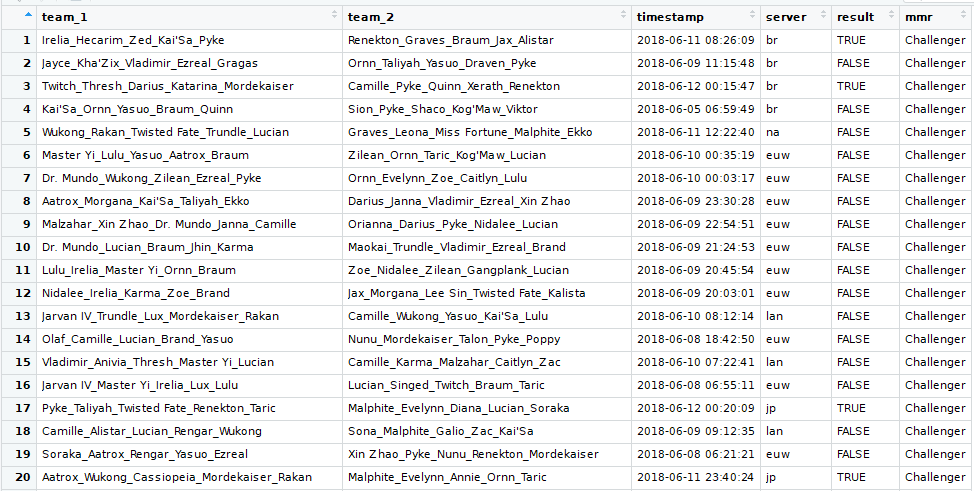 team_1 team_2 timestamp server result mmr
1 Irelia_Hecarim_Zed_Kai'Sa_Pyke Renekton_Graves_Braum_Jax_Alistar 2018-06-11 08:26:09 br TRUE Challenger
2 Jayce_Kha'Zix_Vladimir_Ezreal_Gragas Ornn_Taliyah_Yasuo_Draven_Pyke 2018-06-09 11:15:48 br FALSE Challenger
3 Twitch_Thresh_Darius_Katarina_Mordekaiser Camille_Pyke_Quinn_Xerath_Renekton 2018-06-12 00:15:47 br TRUE Challenger
4 Kai'Sa_Ornn_Yasuo_Braum_Quinn Sion_Pyke_Shaco_Kog'Maw_Viktor 2018-06-05 06:59:49 br FALSE Challenger
5 Wukong_Rakan_Twisted Fate_Trundle_Lucian Graves_Leona_Miss Fortune_Malphite_Ekko 2018-06-11 12:22:40 na FALSE Challenger
6 Master Yi_Lulu_Yasuo_Aatrox_Braum Zilean_Ornn_Taric_Kog'Maw_Lucian 2018-06-10 00:35:19 euw FALSE Challenger
7 Dr. Mundo_Wukong_Zilean_Ezreal_Pyke Ornn_Evelynn_Zoe_Caitlyn_Lulu 2018-06-10 00:03:17 euw FALSE Challenger
8 Aatrox_Morgana_Kai'Sa_Taliyah_Ekko Darius_Janna_Vladimir_Ezreal_Xin Zhao 2018-06-09 23:30:28 euw FALSE Challenger
9 Malzahar_Xin Zhao_Dr. Mundo_Janna_Camille Orianna_Darius_Pyke_Nidalee_Lucian 2018-06-09 22:54:51 euw FALSE Challenger
10 Dr. Mundo_Lucian_Braum_Jhin_Karma Maokai_Trundle_Vladimir_Ezreal_Brand 2018-06-09 21:24:53 euw FALSE Challenger
11 Lulu_Irelia_Master Yi_Ornn_Braum Zoe_Nidalee_Zilean_Gangplank_Lucian 2018-06-09 20:45:54 euw FALSE Challenger
12 Nidalee_Irelia_Karma_Zoe_Brand Jax_Morgana_Lee Sin_Twisted Fate_Kalista 2018-06-09 20:03:01 euw FALSE Challenger
13 Jarvan IV_Trundle_Lux_Mordekaiser_Rakan Camille_Wukong_Yasuo_Kai'Sa_Lulu 2018-06-10 08:12:14 lan FALSE Challenger
14 Olaf_Camille_Lucian_Brand_Yasuo Nunu_Mordekaiser_Talon_Pyke_Poppy 2018-06-08 18:42:50 euw FALSE Challenger
15 Vladimir_Anivia_Thresh_Master Yi_Lucian Camille_Karma_Malzahar_Caitlyn_Zac 2018-06-10 07:22:41 lan FALSE Challenger
16 Jarvan IV_Master Yi_Irelia_Lux_Lulu Lucian_Singed_Twitch_Braum_Taric 2018-06-08 06:55:11 euw FALSE Challenger
17 Pyke_Taliyah_Twisted Fate_Renekton_Taric Malphite_Evelynn_Diana_Lucian_Soraka 2018-06-12 00:20:09 jp TRUE Challenger
18 Camille_Alistar_Lucian_Rengar_Wukong Sona_Malphite_Galio_Zac_Kai'Sa 2018-06-09 09:12:35 lan FALSE Challenger
19 Soraka_Aatrox_Rengar_Yasuo_Ezreal Xin Zhao_Pyke_Nunu_Renekton_Mordekaiser 2018-06-08 06:21:21 euw FALSE Challenger
20 Aatrox_Wukong_Cassiopeia_Mordekaiser_Rakan Malphite_Evelynn_Annie_Ornn_Taric 2018-06-11 23:40:24 jp TRUE Challenger